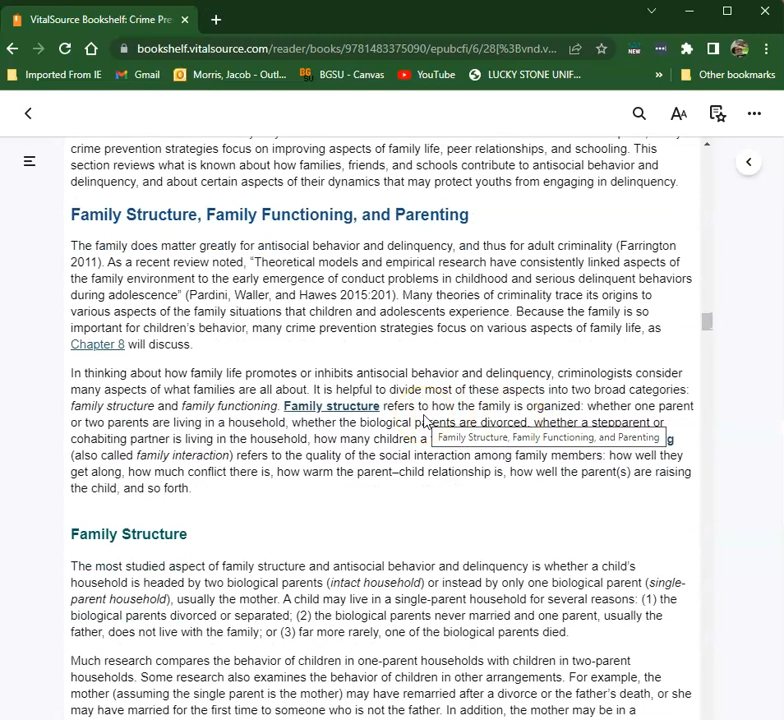 VitalSource Bookshelf: Crime Pre
bookshelf.vitalsource.com/reader/books/9781483375090/epubcfi/6/28[%3Bvnd.v...
NEW
Imported From IE
Gmail
Morris, Jacob - Outl...
BGSU - Canvas
YouTube
LUCKY STONE UNIF...
»
Other bookmarks
AA
crime prevention strategies focus on improving aspects of family life, peer relationships, and schooling. This
section reviews what is known about how families, friends, and schools contribute to antisocial behavior and
delinquency, and about certain aspects of their dynamics that may protect youths from engaging in delinquency.
Family Structure, Family Functioning, and Parenting
The family does matter greatly for antisocial behavior and delinquency, and thus for adult criminality (Farrington
2011). As a recent review noted, “Theoretical models and empirical research have consistently linked aspects of
the family environment to the early emergence of conduct problems in childhood and serious delinquent behaviors
during adolescence” (Pardini, Waller, and Hawes 2015:201). Many theories of criminality trace its origins to
various aspects of the family situations that children and adolescents experience. Because the family is so
important for children’s behavior, many crime prevention strategies focus on various aspects of family life, as
Chapter 8 will discuss.
In thinking about how family life promotes or inhibits antisocial behavior and delinquency, criminologists consider
many aspects of what families are all about. It is helpful to divide most of these aspects into two broad categories:
family structure and family functioning. Family structure refers to how the family is organized: whether one parent
or two parents are living in a household, whether the biological parents are divorced, whether a stepparent or
cohabiting partner is living in the household, how many children a
Family Structure, Family Functioning, and Parenting
g
(also called family interaction) refers to the quality of the social interaction among family members: how well they
get along, how much conflict there is, how warm the parent–child relationship is, how well the parent(s) are raising
the child, and so forth.
Family Structure
The most studied aspect of family structure and antisocial behavior and delinquency is whether a child’s
household is headed by two biological parents (intact household) or instead by only one biological parent (single-
parent household), usually the mother. A child may live in a single-parent household for several reasons: (1) the
biological parents divorced or separated; (2) the biological parents never married and one parent, usually the
father, does not live with the family; or (3) far more rarely, one of the biological parents died.
Much research compares the behavior of children in one-parent households with children in two-parent
households. Some research also examines the behavior of children in other arrangements. For example, the
mother (assuming the single parent is the mother) may have remarried after a divorce or the father’s death, or she
may have married for the first time to someone who is not the father. In addition, the mother may be in a